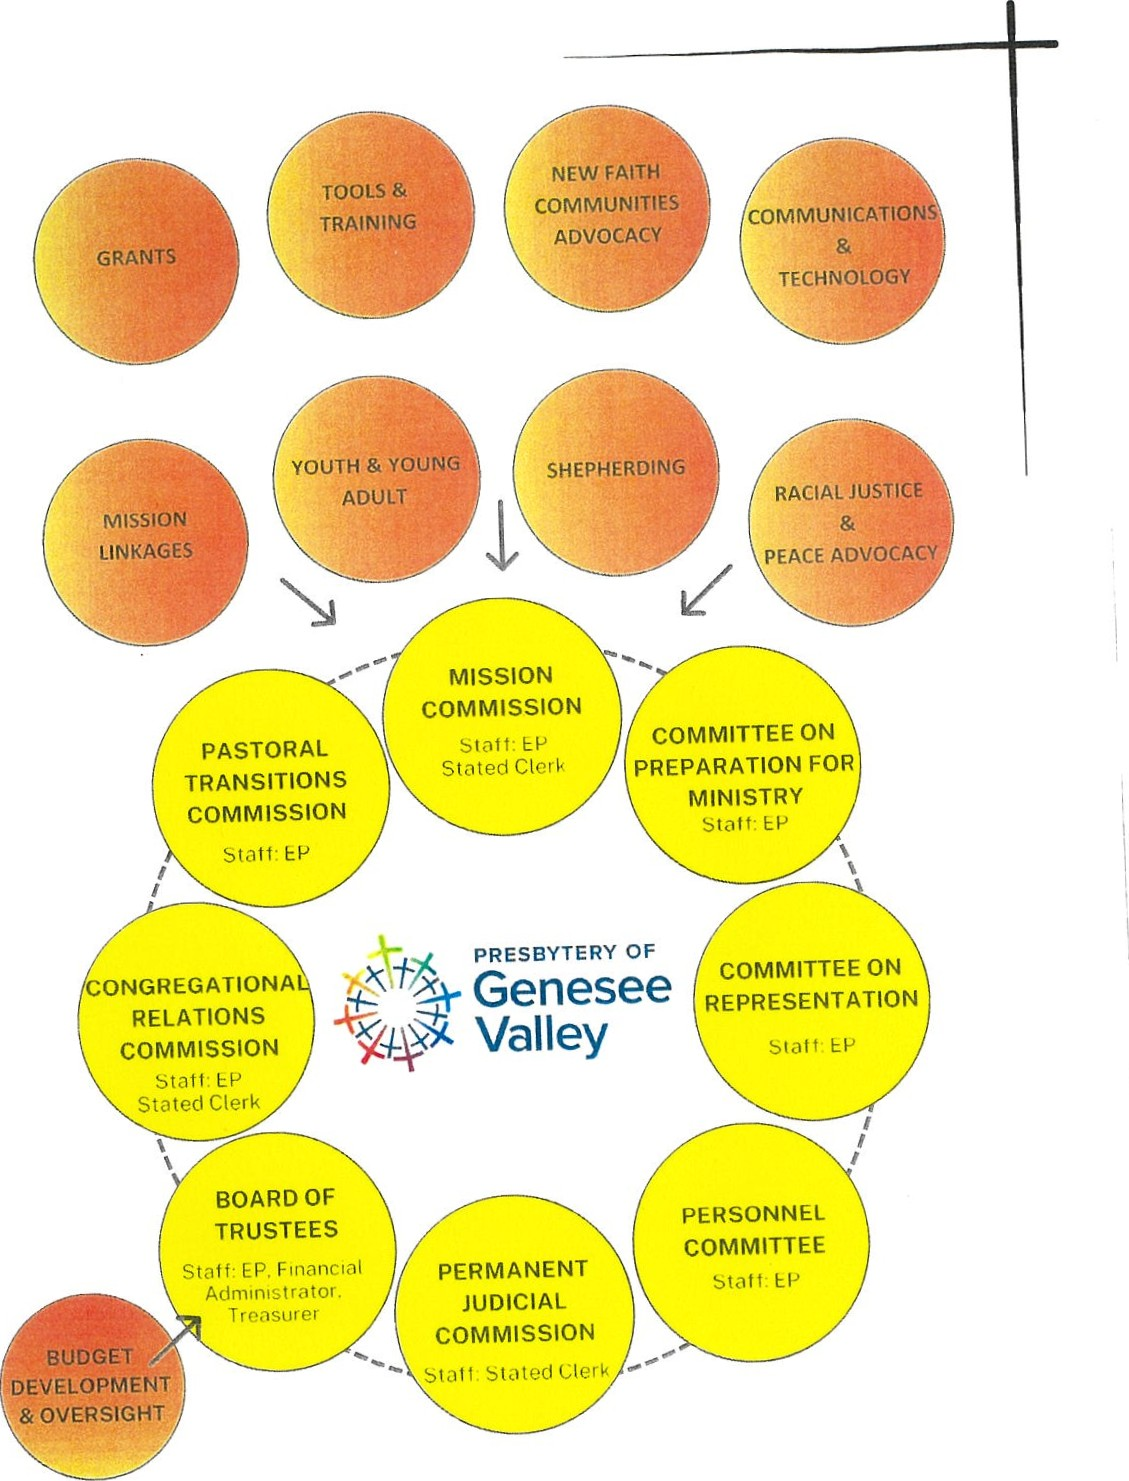 GRANTS
TOOLS &
TRAINING
NEW FAITH
COMMUNITIES
ADVOCACY
COMMUNICATIONS
&
TECHNOLOGY
MISSION
LINKAGES
YOUTH & YOUNG
ADULT
SHEPHERDING
RACIAL JUSTICE
&
PEACE ADVOCACY
MISSION
COMMISSION
Staff: EP
Stated Clerk
PASTORAL
TRANSITIONS
COMMISSION
Staff: EP
COMMITTEE ON
PREPARATION FOR
MINISTRY
Staff: EP
CONGREGATIONAL
RELATIONS
COMMISSION
Staff: EP
Stated Clerk
PRESBYTERY OF
Genesee
Valley
COMMITTEE ON
REPRESENTATION
Staff: EP
BOARD OF
TRUSTEES
Staff: EP, Financial
Administrator,
Treasurer
PERMANENT
JUDICIAL
COMMISSION
Staff: Stated Clerk
PERSONNEL
COMMITTEE
Staff: EP
BUDGET
DEVELOPMENT
& OVERSIGHT